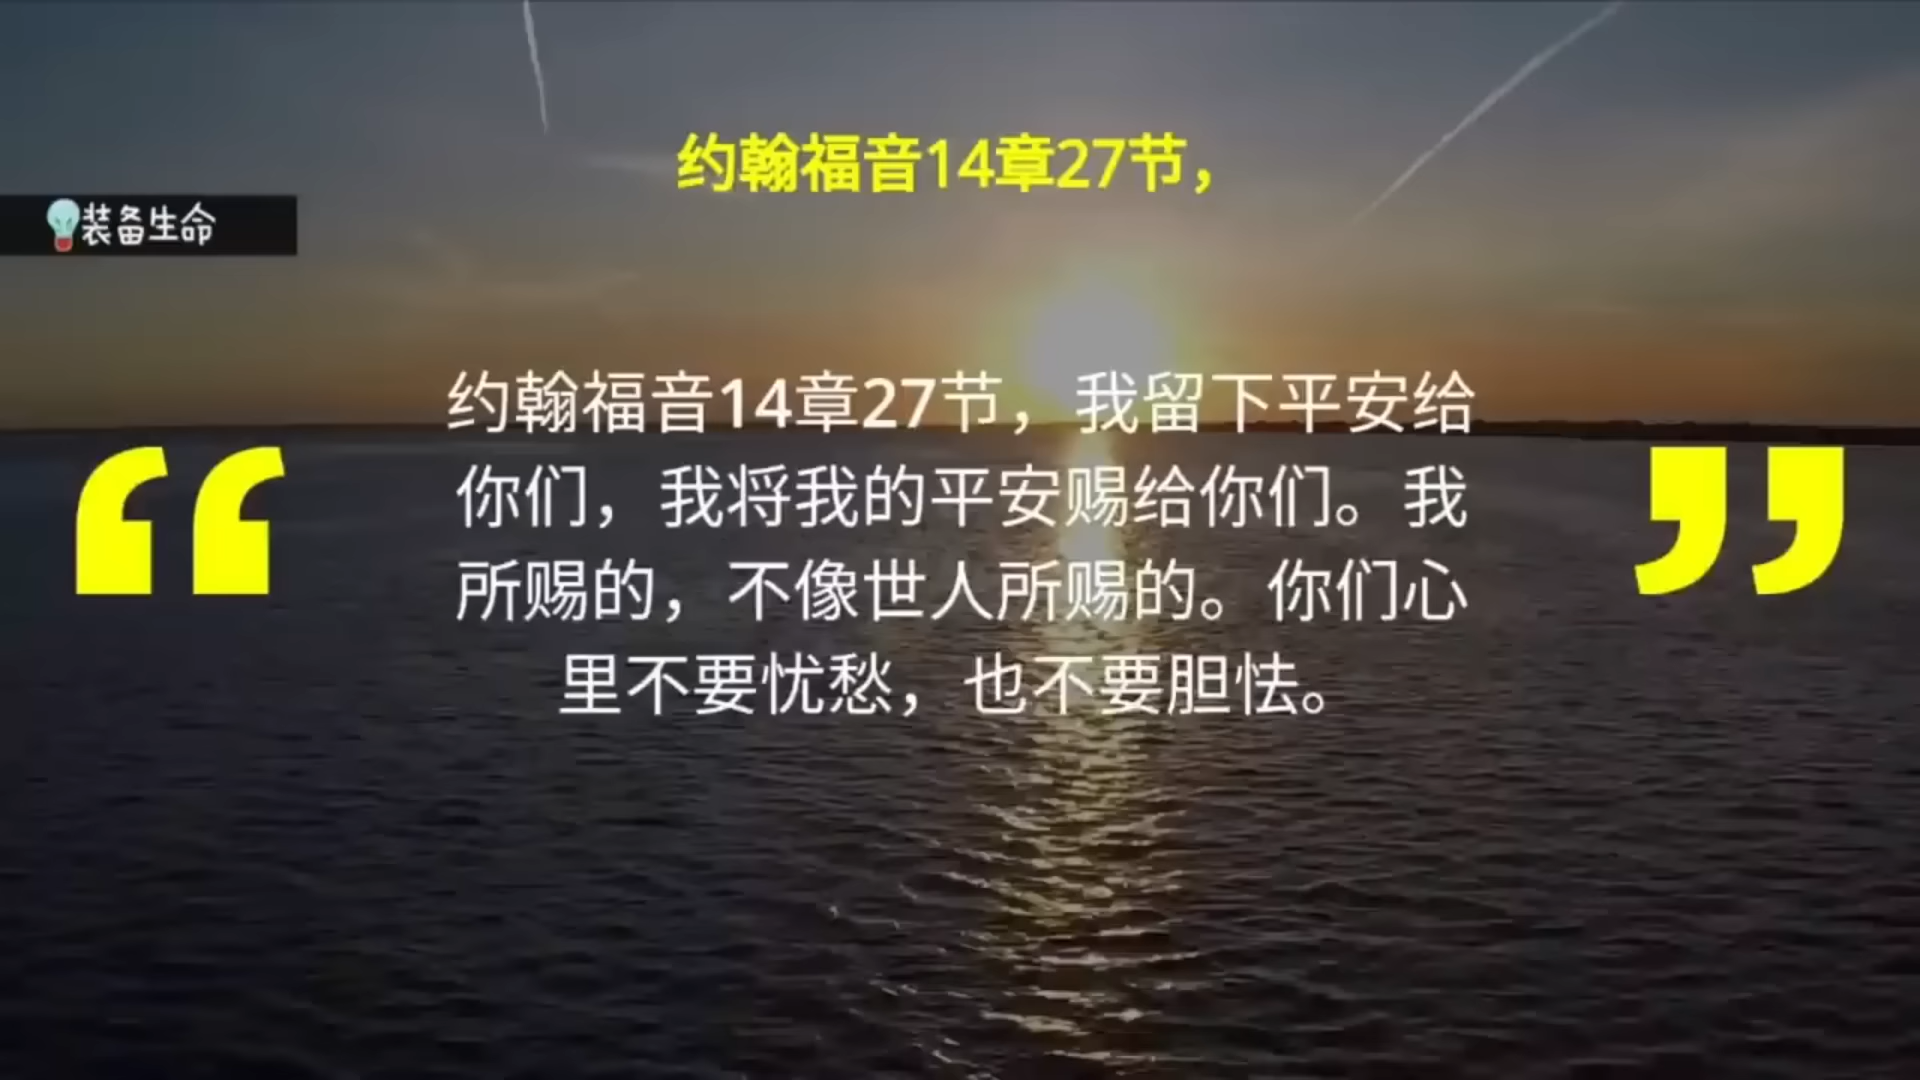 约翰福音14章27节，
装备生命
约翰福音14章27节，我留下平安给
你们，我将我的平安赐给你们。我
所赐的，不像世人所赐的。你们心
里不要忧愁，也不要胆怯。